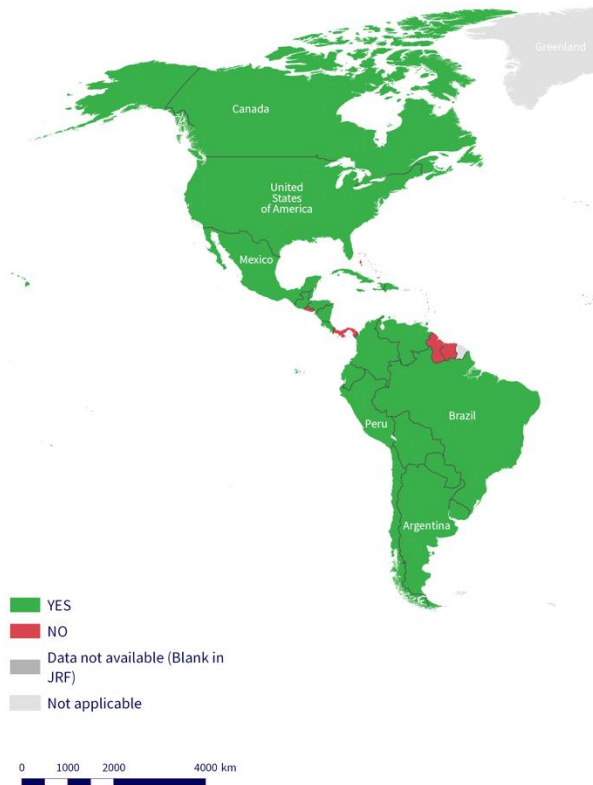 Greenland
Canada
United
States
of America
Mexico
Brazil
Peru
Argentina
YES
NO
Data not available (Blank in
JRF)
Not applicable
0 1000 2000 4000 km